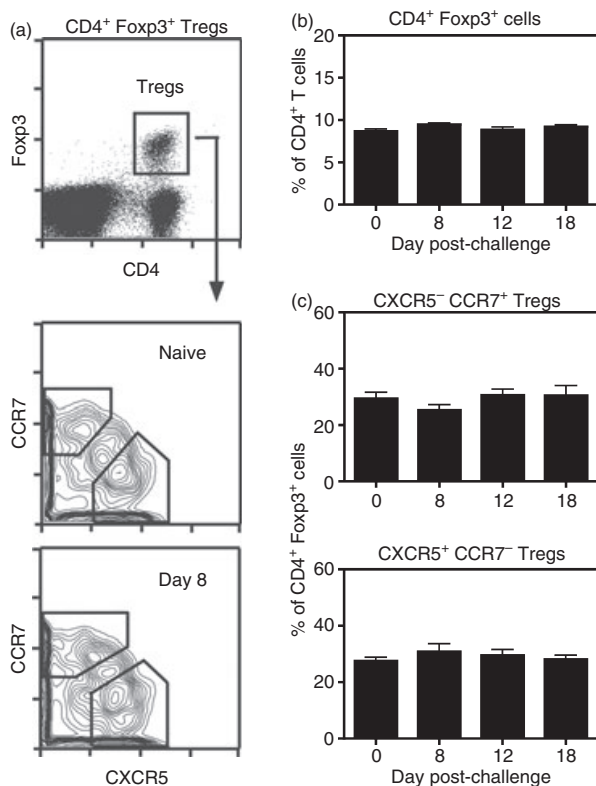 (a) CD4⁺ Foxp3⁺ Tregs
Tregs
Foxp3
CD4
Naive
CCR7
Day 8
CCR7
CXCR5
(b) CD4⁺ Foxp3⁺ cells
% of CD4⁺ T cells
20
15
10
5
0
0 8 12 18
Day post-challenge
(c) CXCR5⁻ CCR7⁺ Tregs
% of CD4⁺ Foxp3⁺ cells
60
40
20
0
0 8 12 18
CXCR5⁺ CCR7⁻ Tregs
60
40
20
0
0 8 12 18
Day post-challenge